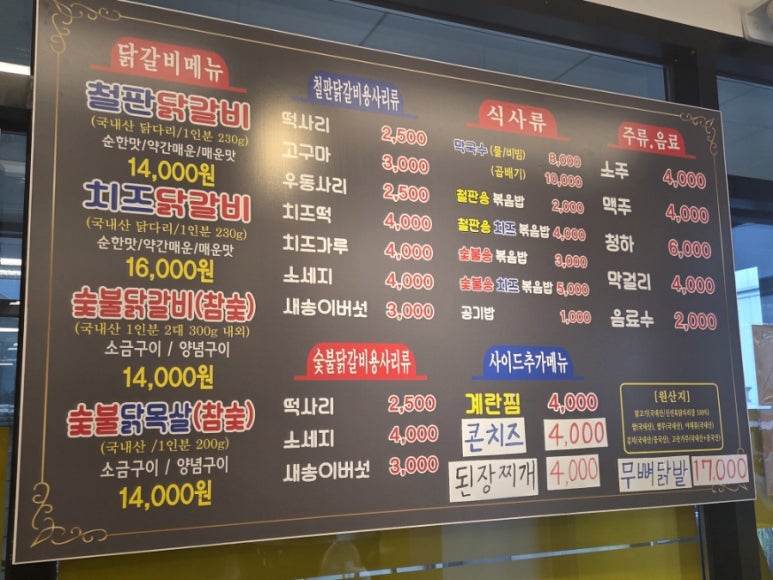 닭갈비메뉴
철판닭갈비
(국내산 닭다리/1인분 230g)
순한맛/약간매운/매운맛
14,000원
치즈닭갈비
(국내산 닭다리/1인분 230g)
순한맛/약간매운/매운맛
16,000원
숯불닭갈비(참숯)
(국내산 1인분 2대 300g 내외)
소금구이 / 양념구이
14,000원
숯불닭목살(참숯)
(국내산 /1인분 200g)
소금구이 / 양념구이
14,000원
철판닭갈비용사리류
떡사리 2,500
고구마 3,000
우동사리 2,500
치즈떡 4,000
치즈가루 4,000
소세지 4,000
새송이버섯 3,000
숯불닭갈비용사리류
떡사리 2,500
소세지 4,000
새송이버섯 3,000
식사류
막국수 (물/비빔) 8,000
(곱배기) 10,000
철판용 볶음밥 2,000
철판용 치즈 볶음밥 4,000
숯불용 볶음밥 3,000
숯불용 치즈 볶음밥 5,000
공기밥 1,000
사이드추가메뉴
계란찜 4,000
콘치즈 4,000
된장찌개 4,000
주류.음료
소주 4,000
맥주 4,000
청하 6,000
막걸리 4,000
음료수 2,000
[원산지]
무뼈닭발 17,000